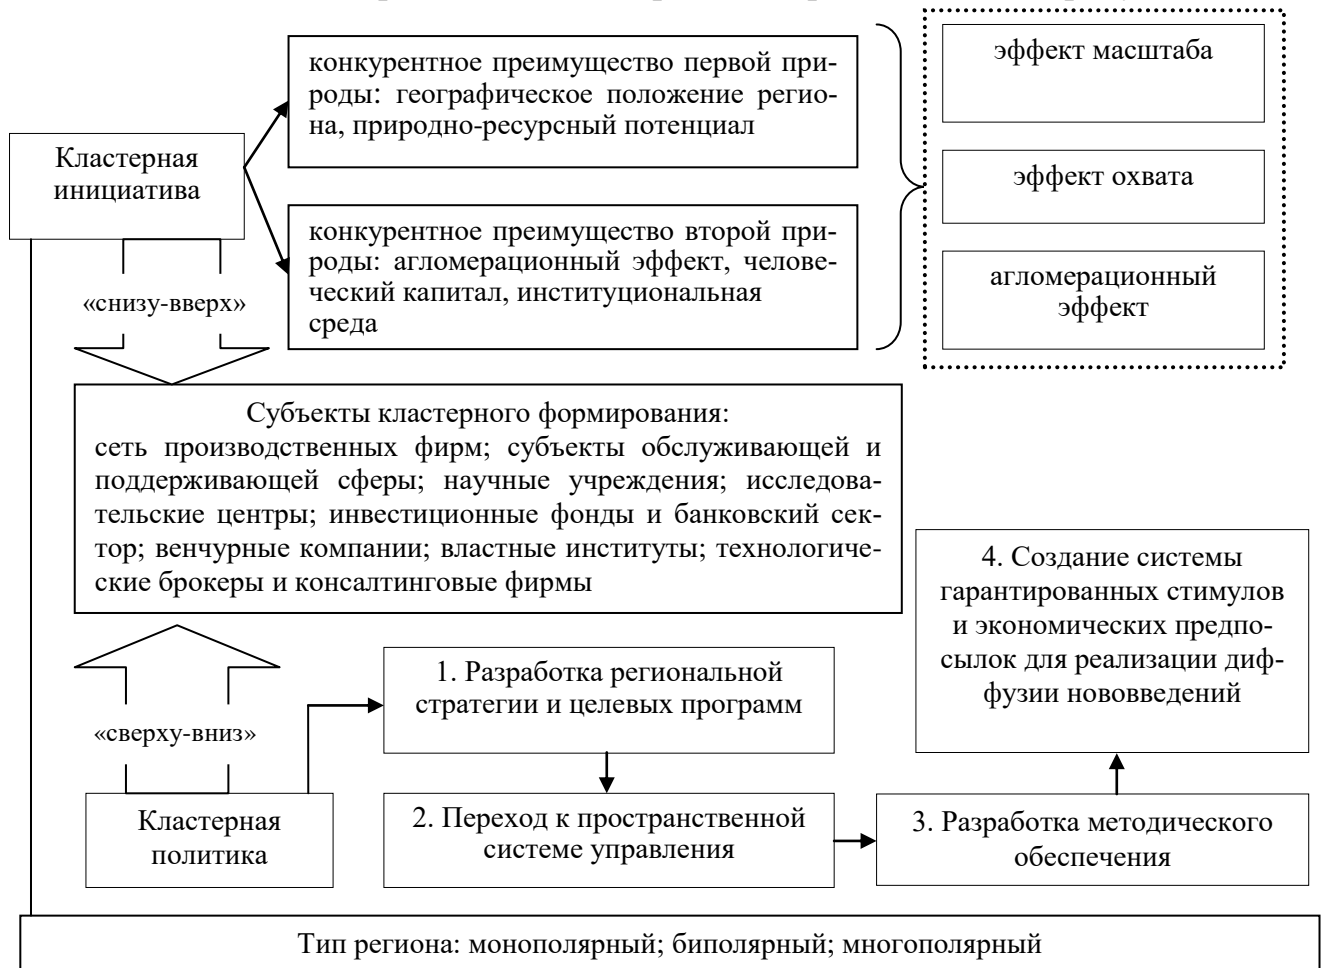 Кластерная
инициатива
конкурентное преимущество первой при-
роды: географическое положение регио-
на, природно-ресурсный потенциал
конкурентное преимущество второй при-
роды: агломерационный эффект, челове-
ческий капитал, институциональная
среда
эффект масштаба
эффект охвата
агломерационный
эффект
«снизу-вверх»
Субъекты кластерного формирования:
сеть производственных фирм; субъекты обслуживающей и
поддерживающей сферы; научные учреждения; исследова-
тельские центры; инвестиционные фонды и банковский сек-
тор; венчурные компании; властные институты; технологиче-
ские брокеры и консалтинговые фирмы
«сверху-вниз»
Кластерная
политика
1. Разработка региональной
стратегии и целевых программ
2. Переход к пространственной
системе управления
3. Разработка методического
обеспечения
4. Создание системы
гарантированных стимулов
и экономических предпо-
сылок для реализации диф-
фузии нововведений
Тип региона: монополярный; биполярный; многополярный